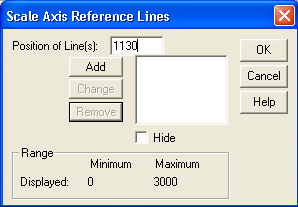 Scale Axis Reference Lines
Position of Line(s): 1130
OK
Add
Cancel
Change
Help
Remove
Hide
Range
Minimum Maximum
Displayed: 0 3000